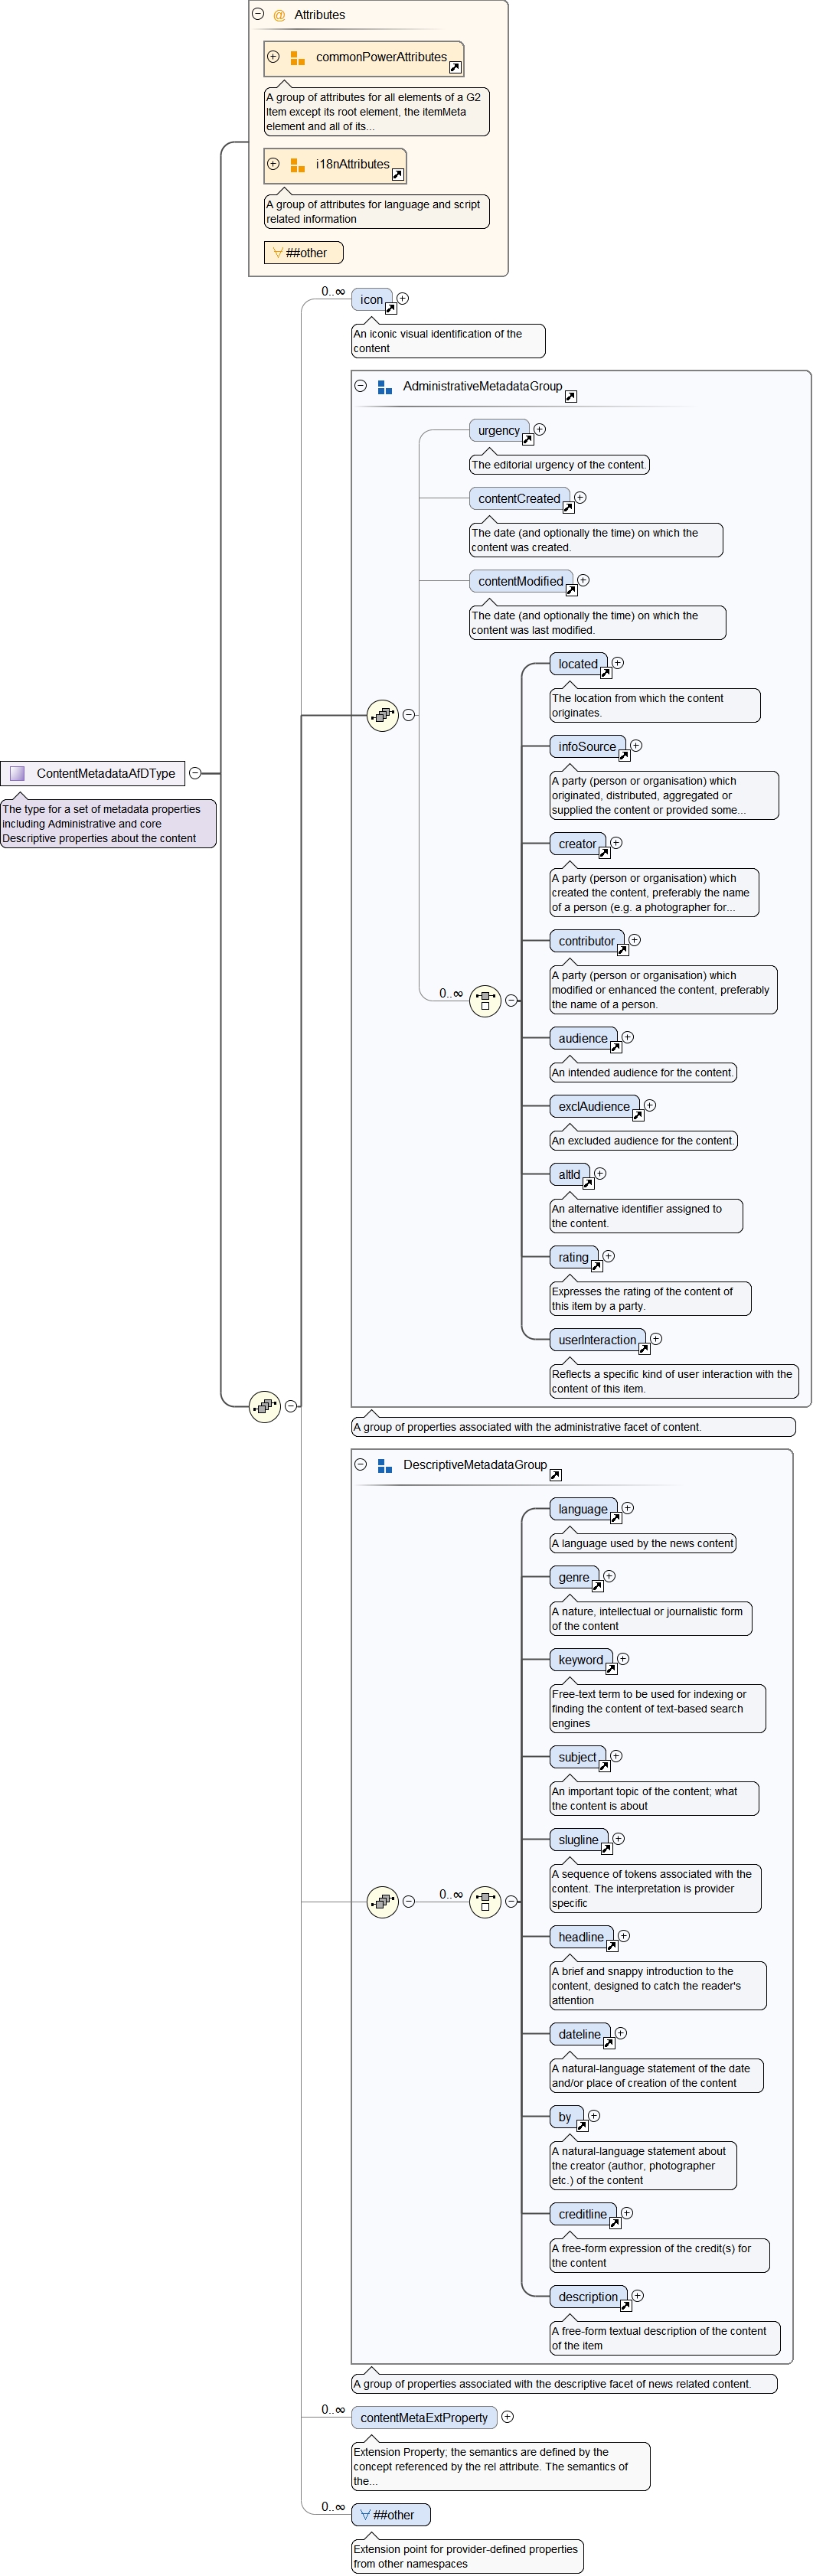 @ Attributes
commonPowerAttributes
A group of attributes for all elements of a G2
Item except its root element, the itemMeta
element and all of its...
i18nAttributes
A group of attributes for language and script
related information
##other
0..∞
icon
An iconic visual identification of the
content
AdministrativeMetadataGroup
urgency
The editorial urgency of the content.
contentCreated
The date (and optionally the time) on which the
content was created.
contentModified
The date (and optionally the time) on which the
content was last modified.
located
The location from which the content
originates.
infoSource
A party (person or organisation) which
originated, distributed, aggregated or
supplied the content or provided some...
ContentMetadataAfDType
The type for a set of metadata properties
including Administrative and core
Descriptive properties about the content
creator
A party (person or organisation) which
created the content, preferably the name
of a person (e.g. a photographer for...
contributor
A party (person or organisation) which
modified or enhanced the content, preferably
the name of a person.
0..∞
audience
An intended audience for the content.
exclAudience
An excluded audience for the content.
altId
An alternative identifier assigned to
the content.
rating
Expresses the rating of the content of
this item by a party.
userInteraction
Reflects a specific kind of user interaction with the
content of this item.
A group of properties associated with the administrative facet of content.
DescriptiveMetadataGroup
language
A language used by the news content
genre
A nature, intellectual or journalistic form
of the content
keyword
Free-text term to be used for indexing or
finding the content of text-based search
engines
subject
An important topic of the content; what
the content is about
slugline
A sequence of tokens associated with the
content. The interpretation is provider
specific
0..∞
headline
A brief and snappy introduction to the
content, designed to catch the reader's
attention
dateline
A natural-language statement of the date
and/or place of creation of the content
by
A natural-language statement about
the creator (author, photographer
etc.) of the content
creditline
A free-form expression of the credit(s) for
the content
description
A free-form textual description of the content
of the item
A group of properties associated with the descriptive facet of news related content.
0..∞
contentMetaExtProperty
Extension Property; the semantics are defined by the
concept referenced by the rel attribute. The semantics of
the...
0..∞
##other
Extension point for provider-defined properties
from other namespaces